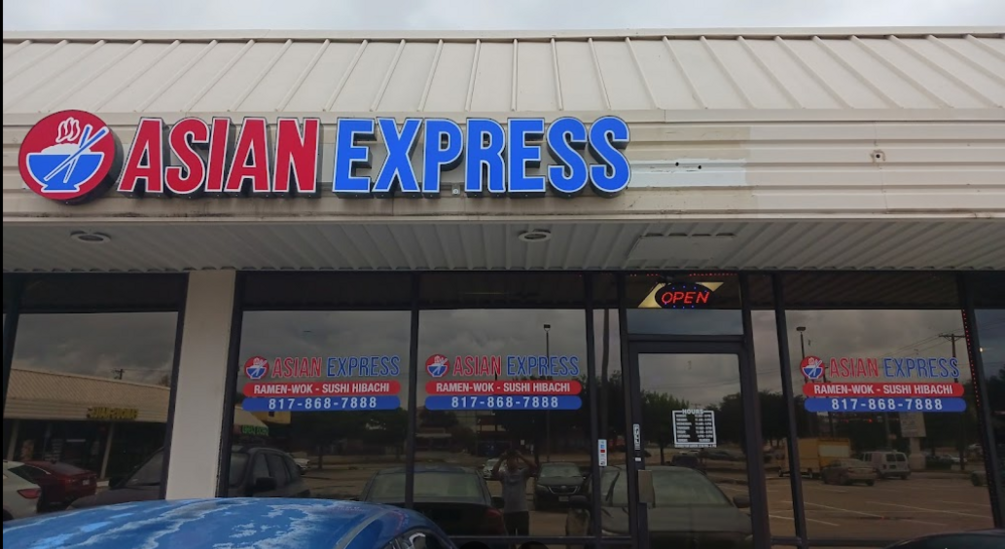 ASIAN EXPRESS
OPEN
ASIAN EXPRESS
RAMEN-WOK - SUSHI HIBACHI
817-868-7888
ASIAN EXPRESS
RAMEN-WOK - SUSHI HIBACHI
817-868-7888
ASIAN EXPRESS
RAMEN-WOK - SUSHI HIBACHI
817-868-7888
HOURS